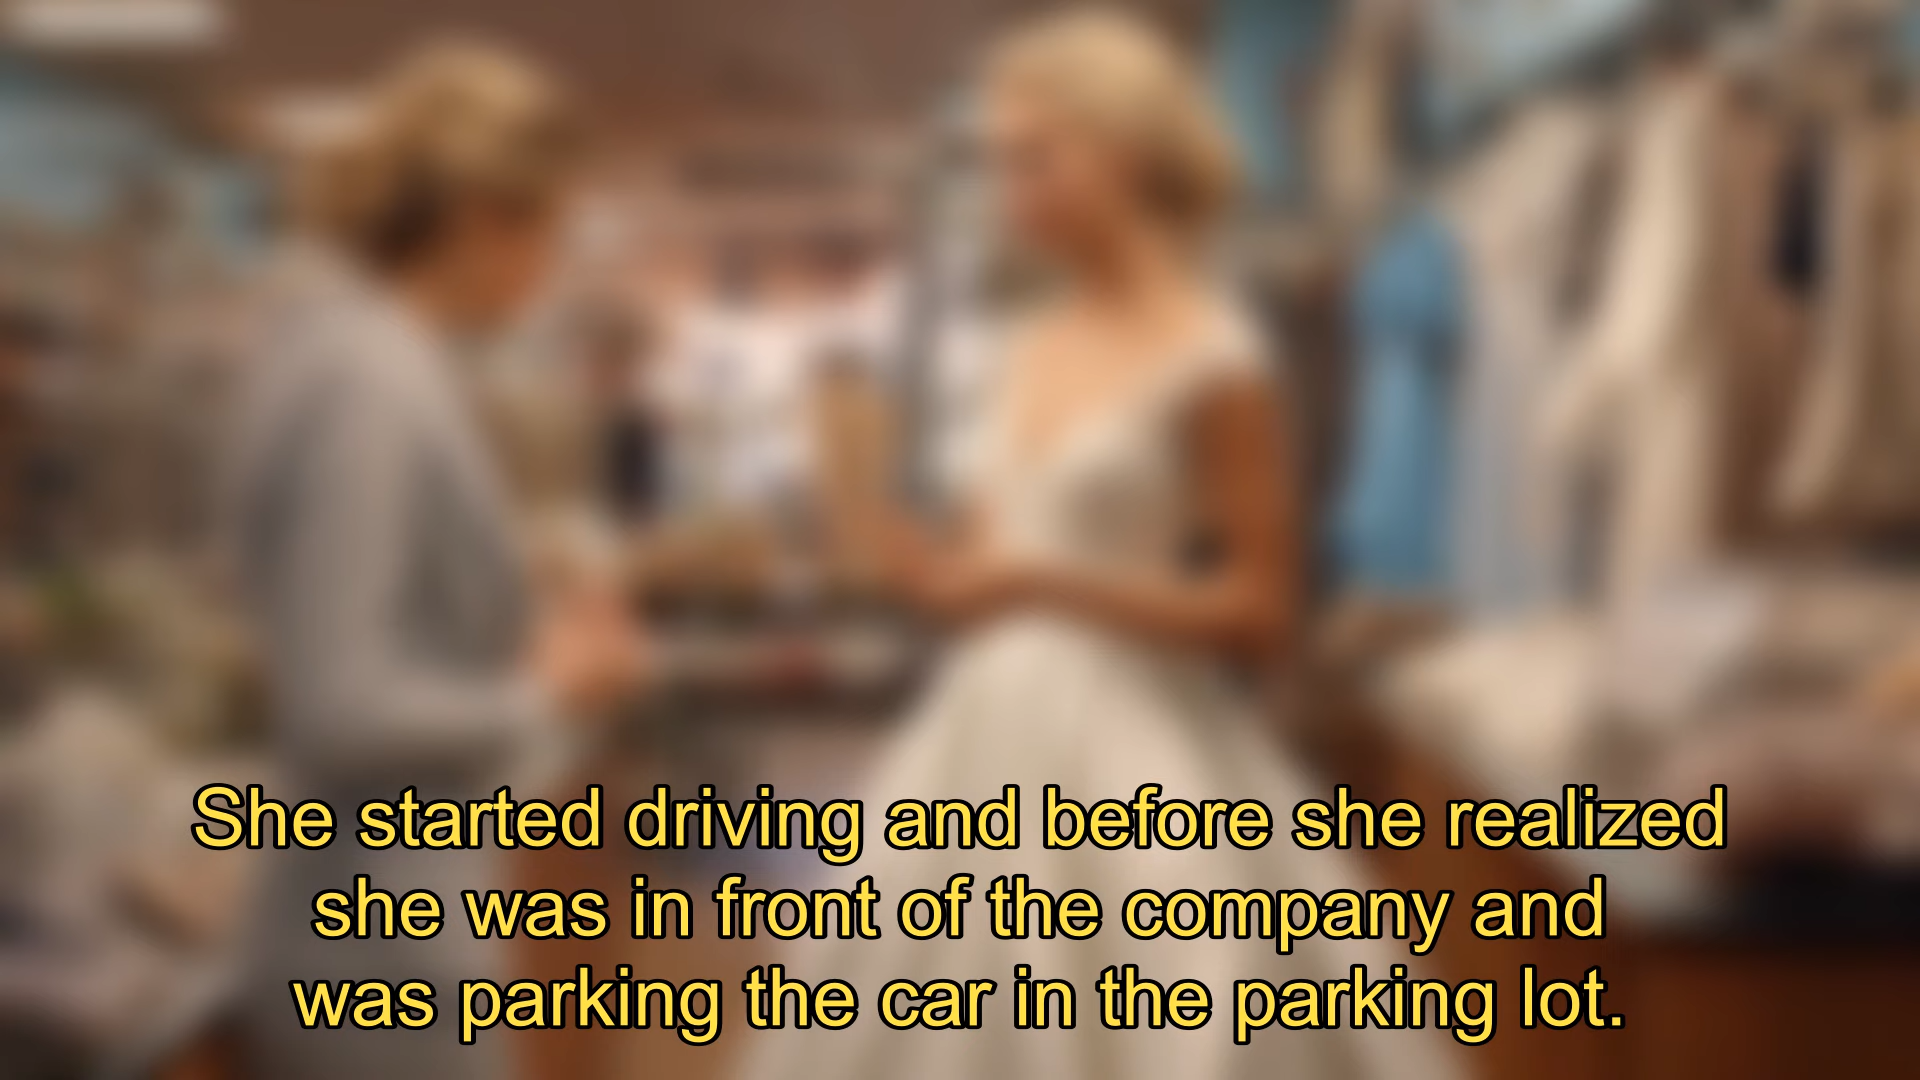 She started driving and before she realized
she was in front of the company and
was parking the car in the parking lot.